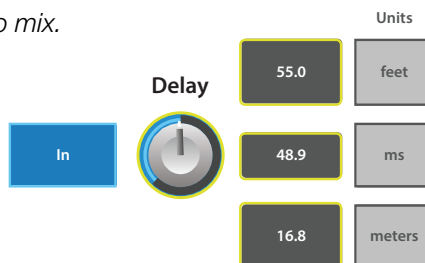 o mix.
Units
Delay
55.0
feet
In
48.9
ms
16.8
meters